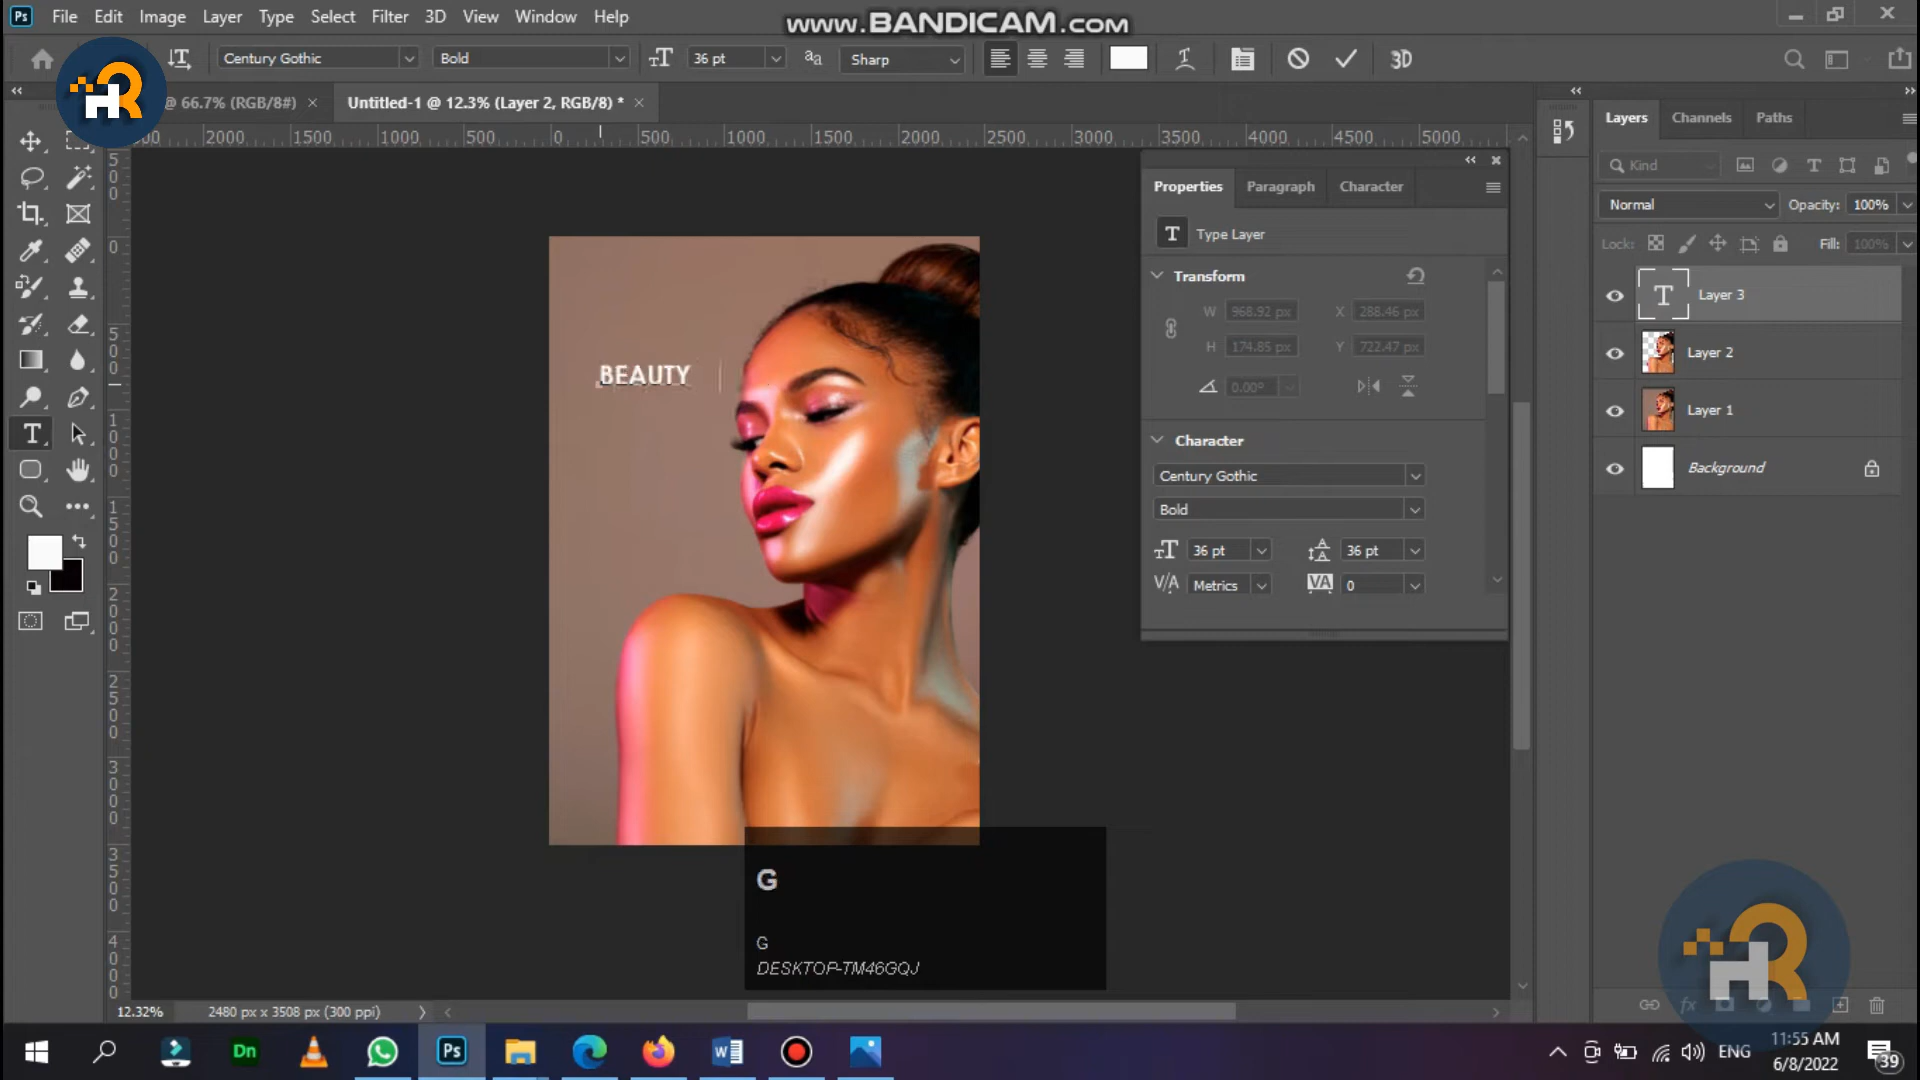 Ps File Edit Image Layer Type Select Filter 3D View Window Help
www.BANDICAM.com
Century Gothic Bold 36 pt Sharp 3D
HR
@ 66.7% (RGB/8#) × Untitled-1 @ 12.3% (Layer 2, RGB/8) * ×
2000 1500 1000 500 0 500 1000 1500 2000 2500 3000 3500 4000 4500 5000
Layers Channels Paths
Kind
Properties Paragraph Character
Normal Opacity: 100%
T Type Layer
Lock: Fill: 100%
Transform
W 968.92 px X 288.46 px
H 174.85 px Y 722.47 px
0.00°
Layer 3
Layer 2
Layer 1
Background
BEAUTY
Character
Century Gothic
Bold
36 pt 36 pt
Metrics 0
G
G
DESKTOP-TM46GQJ
HR
12.32% 2480 px x 3508 px (300 ppi)
Dn Ps ENG
11:55 AM
6/8/2022
39